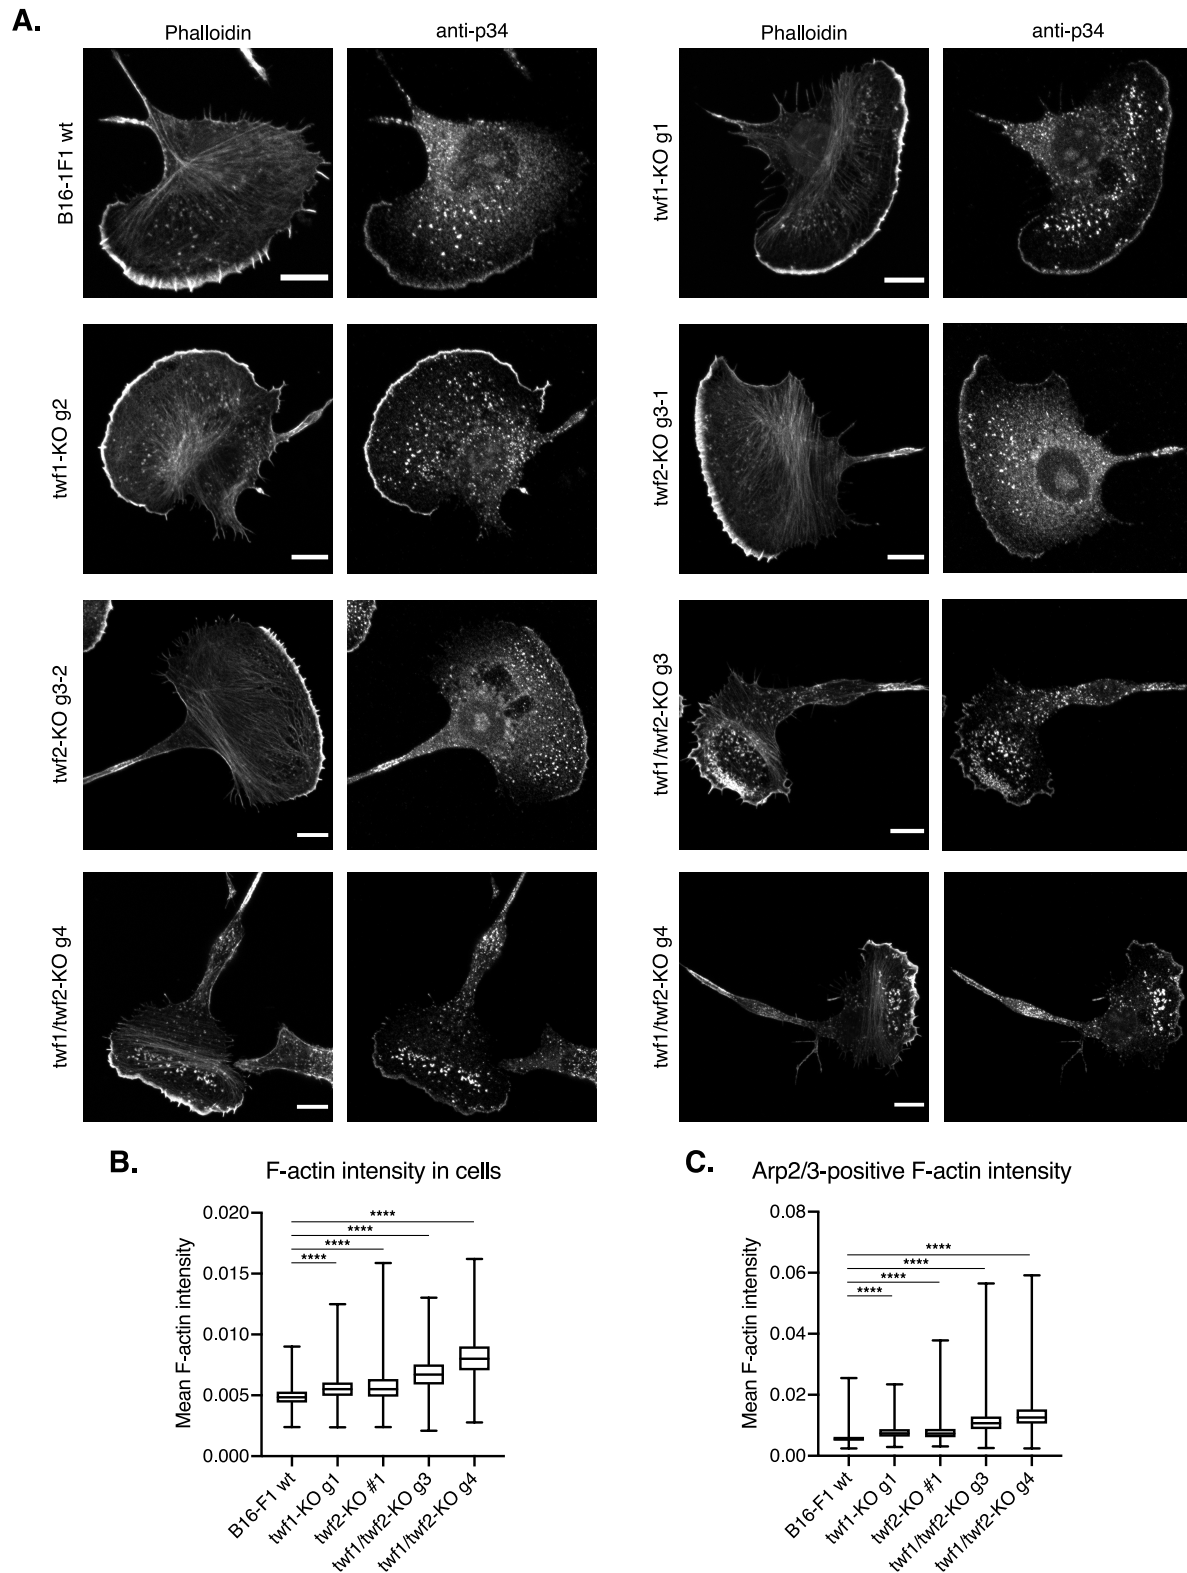 A.
Phalloidin anti-p34 Phalloidin anti-p34
B16-1F1 wt
twf1-KO g1
twf1-KO g2
twf2-KO g3-1
twf2-KO g3-2
twf1/twf2-KO g3
twf1/twf2-KO g4
twf1/twf2-KO g4
B.
F-actin intensity in cells
Mean F-actin intensity
0.020
0.015
0.010
0.005
0.000
****
****
****
****
B16-F1 wt
twf1-KO g1
twf2-KO #1
twf1/twf2-KO g3
twf1/twf2-KO g4
C.
Arp2/3-positive F-actin intensity
Mean F-actin intensity
0.08
0.06
0.04
0.02
0.00
****
****
****
****
B16-F1 wt
twf1-KO g1
twf2-KO #1
twf1/twf2-KO g3
twf1/twf2-KO g4